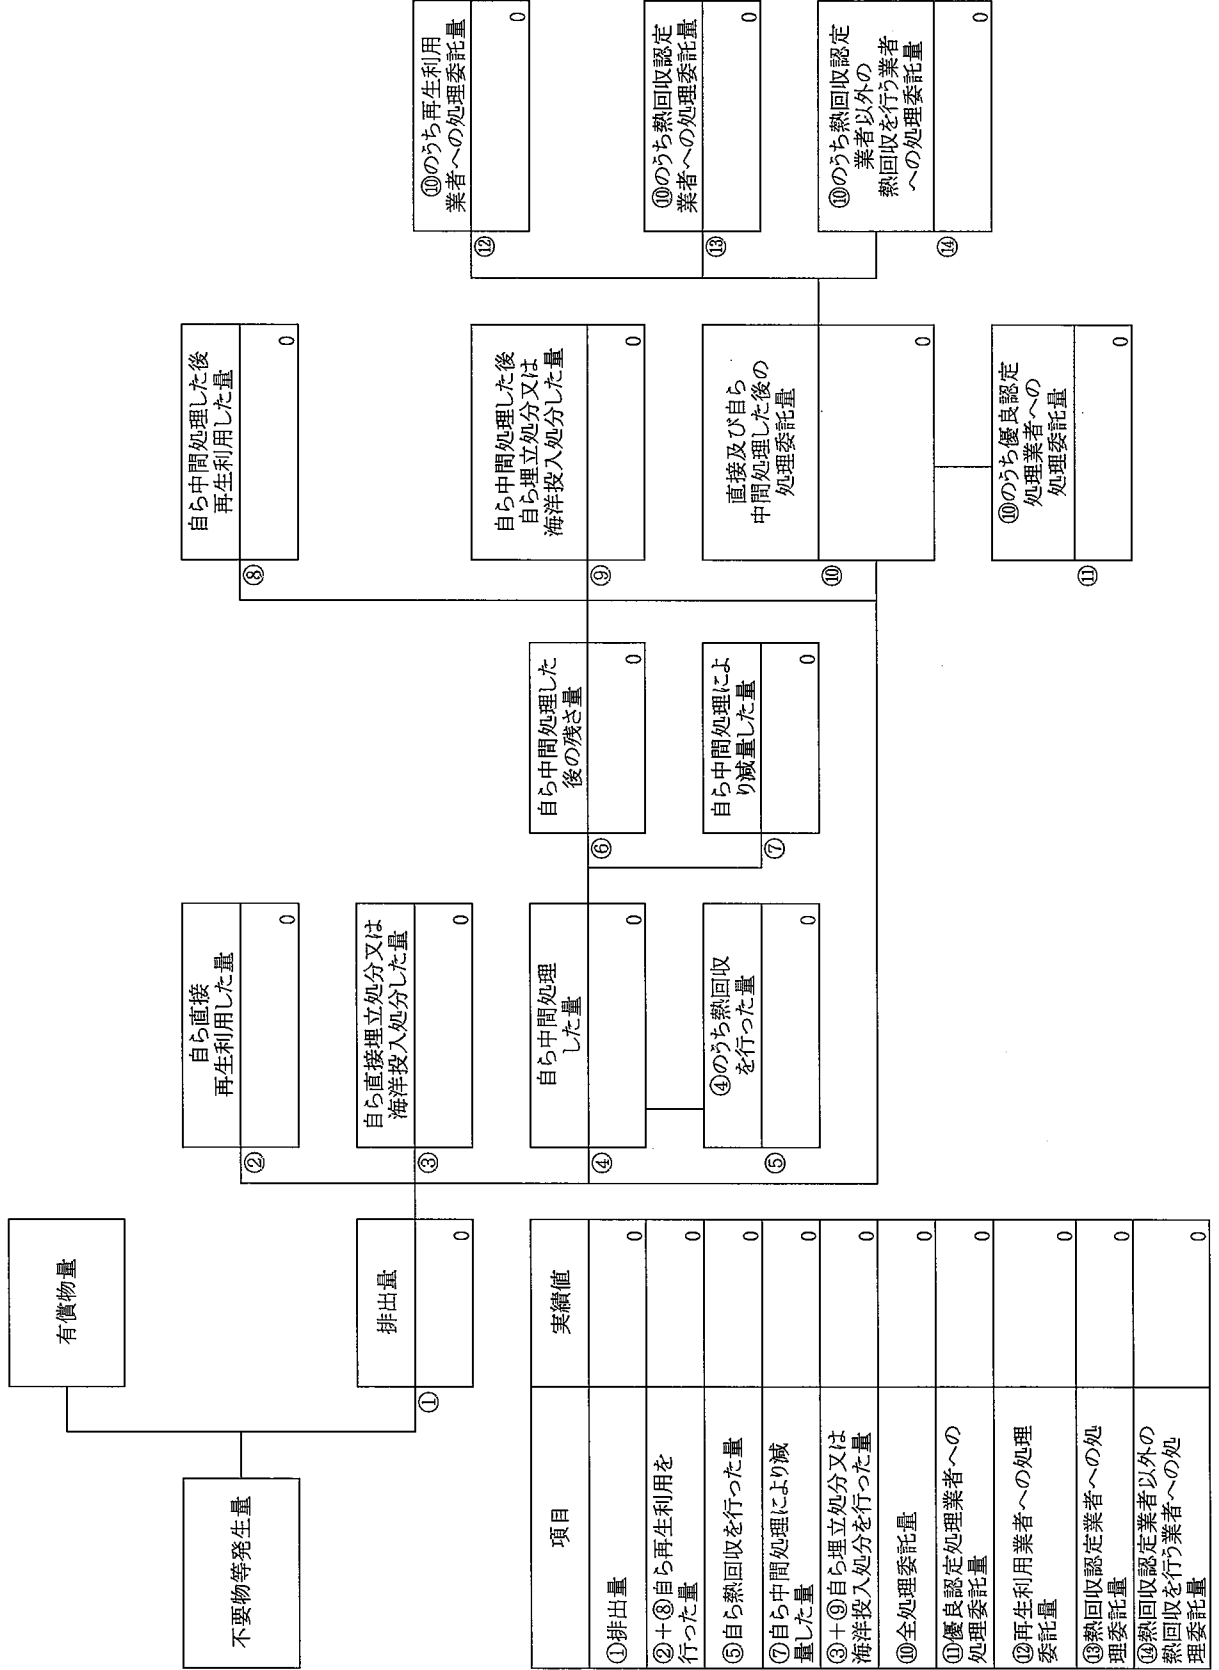 不要物等発生量
有償物量
①
排出量
0
②
自ら直接
再生利用した量
0
③
自ら直接埋立処分又は
海洋投入処分した量
0
④
自ら中間処理
した量
0
⑤
④のうち熱回収
を行った量
0
⑥
自ら中間処理した
後の残さ量
0
⑦
自ら中間処理によ
り減量した量
0
⑧
自ら中間処理した後
再生利用した量
0
⑨
自ら中間処理した後
自ら埋立処分又は
海洋投入処分した量
0
⑩
直接及び自ら
中間処理した後の
処理委託量
0
⑪
⑩のうち優良認定
処理業者への
処理委託量
0
⑫
⑩のうち再生利用
業者への処理委託量
0
⑬
⑩のうち熱回収認定
業者への処理委託量
0
⑭
⑩のうち熱回収認定
業者以外の
熱回収を行う業者
への処理委託量
0
項目 実績値
①排出量 0
②+⑧自ら再生利用を
行った量 0
⑤自ら熱回収を行った量 0
⑦自ら中間処理により減
量した量 0
③+⑨自ら埋立処分又は
海洋投入処分を行った量 0
⑩全処理委託量 0
⑪優良認定処理業者への
処理委託量 0
⑫再生利用業者への処理
委託量 0
⑬熱回収認定業者への処
理委託量 0
⑭熱回収認定業者以外の
熱回収を行う業者への処
理委託量 0